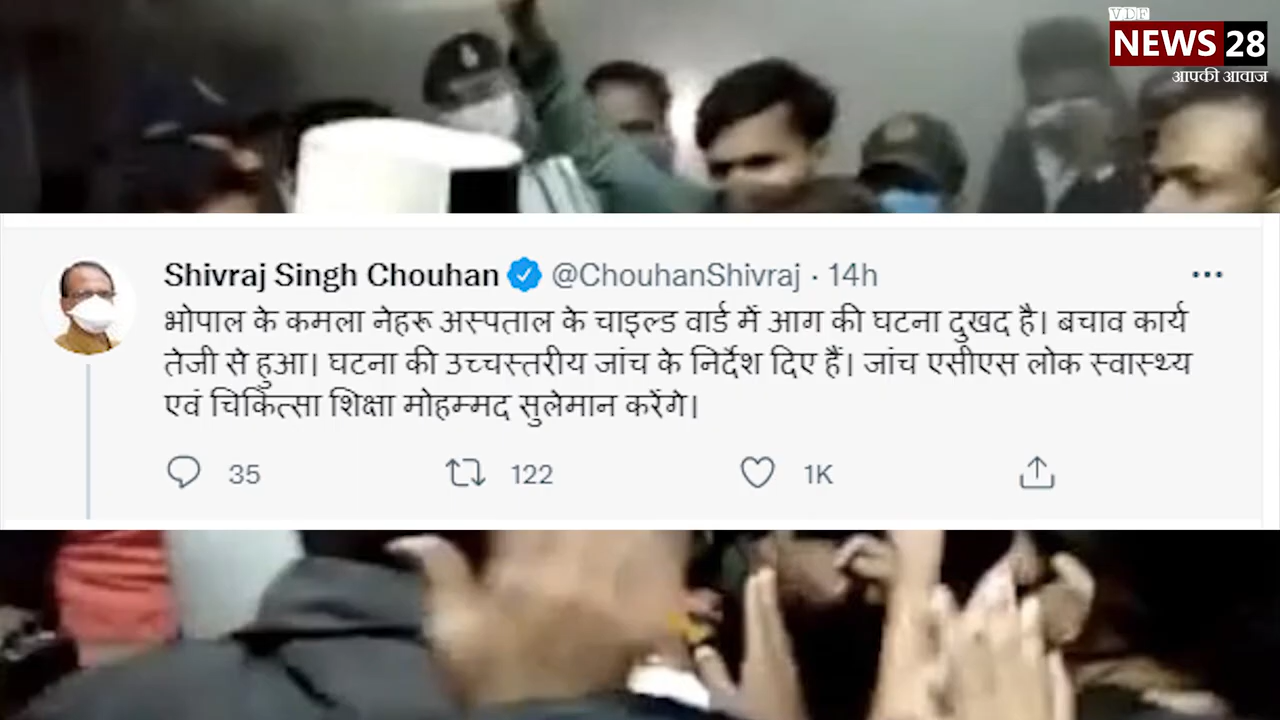 VDF
NEWS 28
आपकी आवाज
Shivraj Singh Chouhan @ChouhanShivraj · 14h
भोपाल के कमला नेहरू अस्पताल के चाइल्ड वार्ड में आग की घटना दुखद है। बचाव कार्य
तेजी से हुआ। घटना की उच्चस्तरीय जांच के निर्देश दिए हैं। जांच एसीएस लोक स्वास्थ्य
एवं चिकित्सा शिक्षा मोहम्मद सुलेमान करेंगे।
35 122 1K